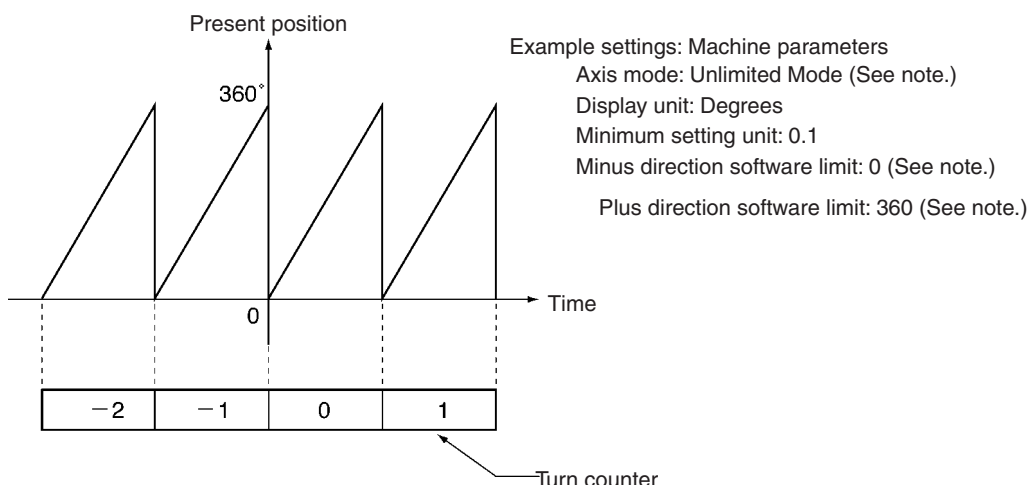 Present position
Example settings: Machine parameters
Axis mode: Unlimited Mode (See note.)
360°
Display unit: Degrees
Minimum setting unit: 0.1
Minus direction software limit: 0 (See note.)
Plus direction software limit: 360 (See note.)
Time
0
−2 −1 0 1
Turn counter